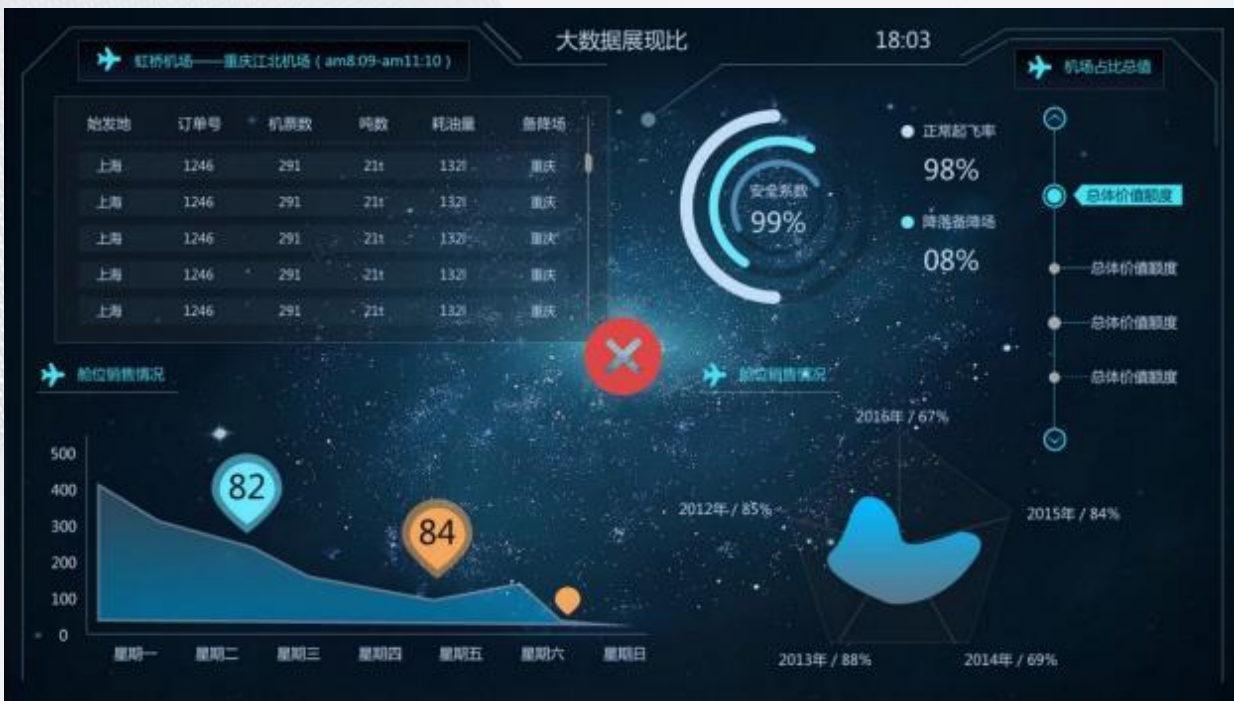 大数据展现比
18:03
虹桥机场——重庆江北机场（am8:09-am11:10）
机场占比总值
始发地 订单号 机票数 吨数 耗油量 备降场
上海 1246 291 21t 132l 重庆
上海 1246 291 21t 132l 重庆
上海 1246 291 21t 132l 重庆
上海 1246 291 21t 132l 重庆
上海 1246 291 21t 132l 重庆
安全系数
99%
正常起飞率
98%
降落备降场
08%
总体价值额度
总体价值额度
总体价值额度
总体价值额度
舱位销售情况
500
400
300
200
100
0
82
84
星期一 星期二 星期三 星期四 星期五 星期六 星期日
舱位销售情况
2016年 / 67%
2012年 / 85%
2015年 / 84%
2013年 / 88%
2014年 / 69%